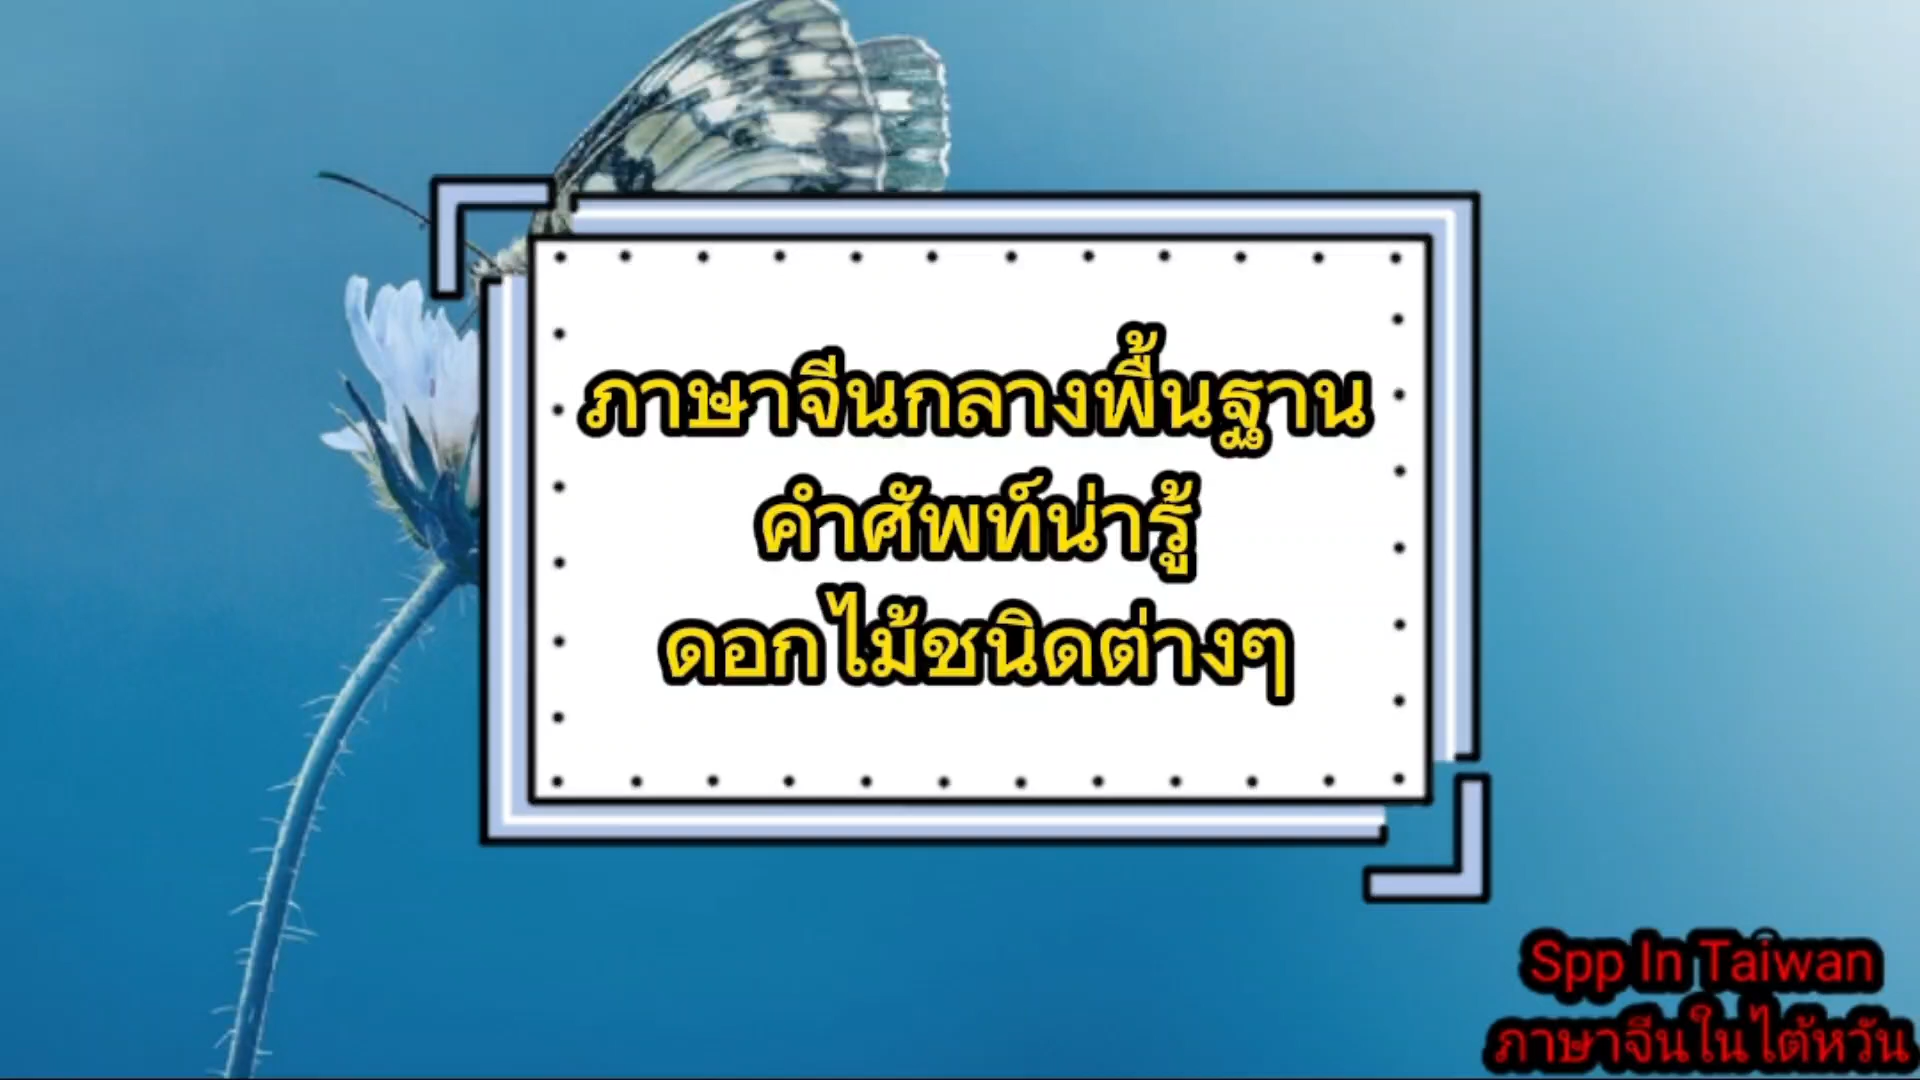 ภาษาจีนกลางพื้นฐาน
คำศัพท์น่ารู้
ดอกไม้ชนิดต่างๆ
Spp In Taiwan
ภาษาจีนในไต้หวัน